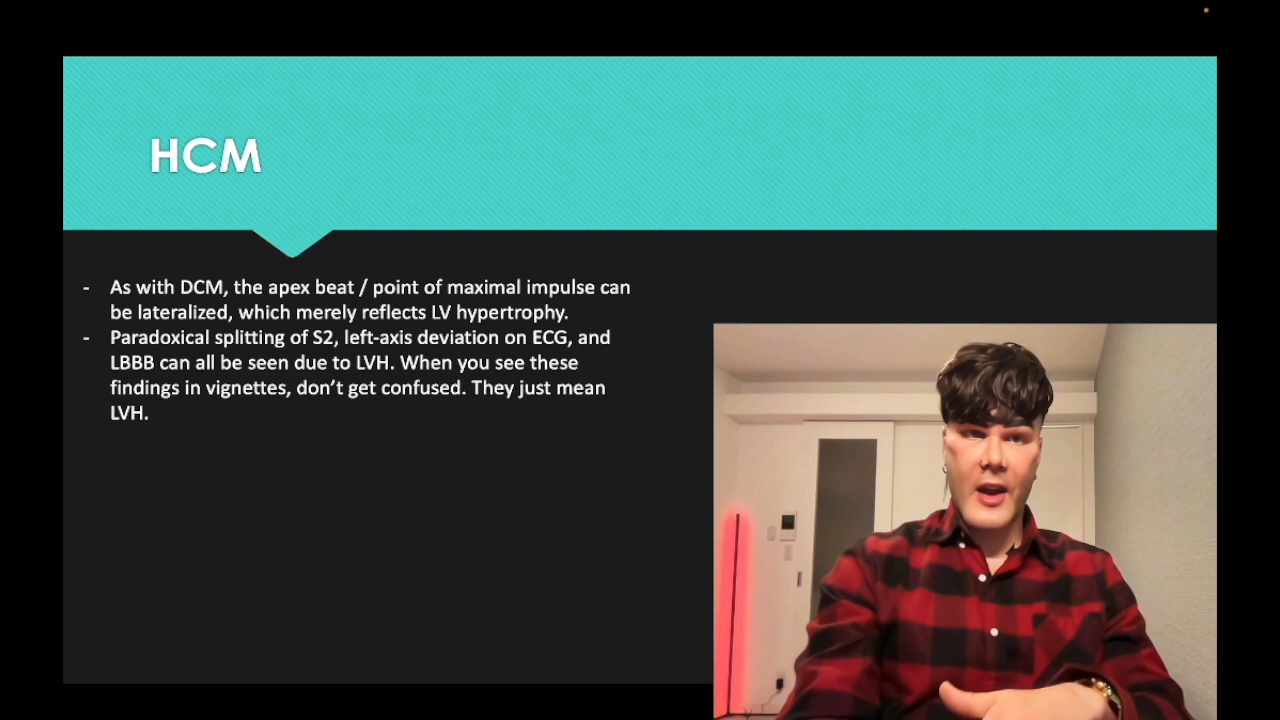 HCM
- As with DCM, the apex beat / point of maximal impulse can
be lateralized, which merely reflects LV hypertrophy.
- Paradoxical splitting of S2, left-axis deviation on ECG, and
LBBB can all be seen due to LVH. When you see these
findings in vignettes, don’t get confused. They just mean
LVH.